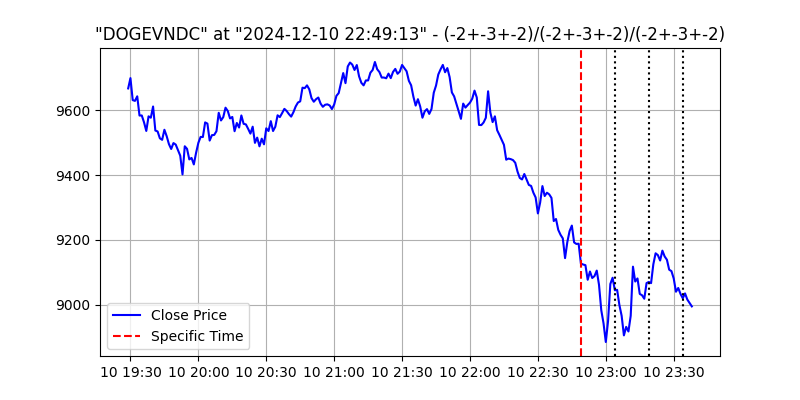 "DOGEVNDC" at "2024-12-10 22:49:13" - (-2+-3+-2)/(-2+-3+-2)/(-2+-3+-2)
9600
9400
9200
9000
Close Price
Specific Time
10 19:30 10 20:00 10 20:30 10 21:00 10 21:30 10 22:00 10 22:30 10 23:00 10 23:30